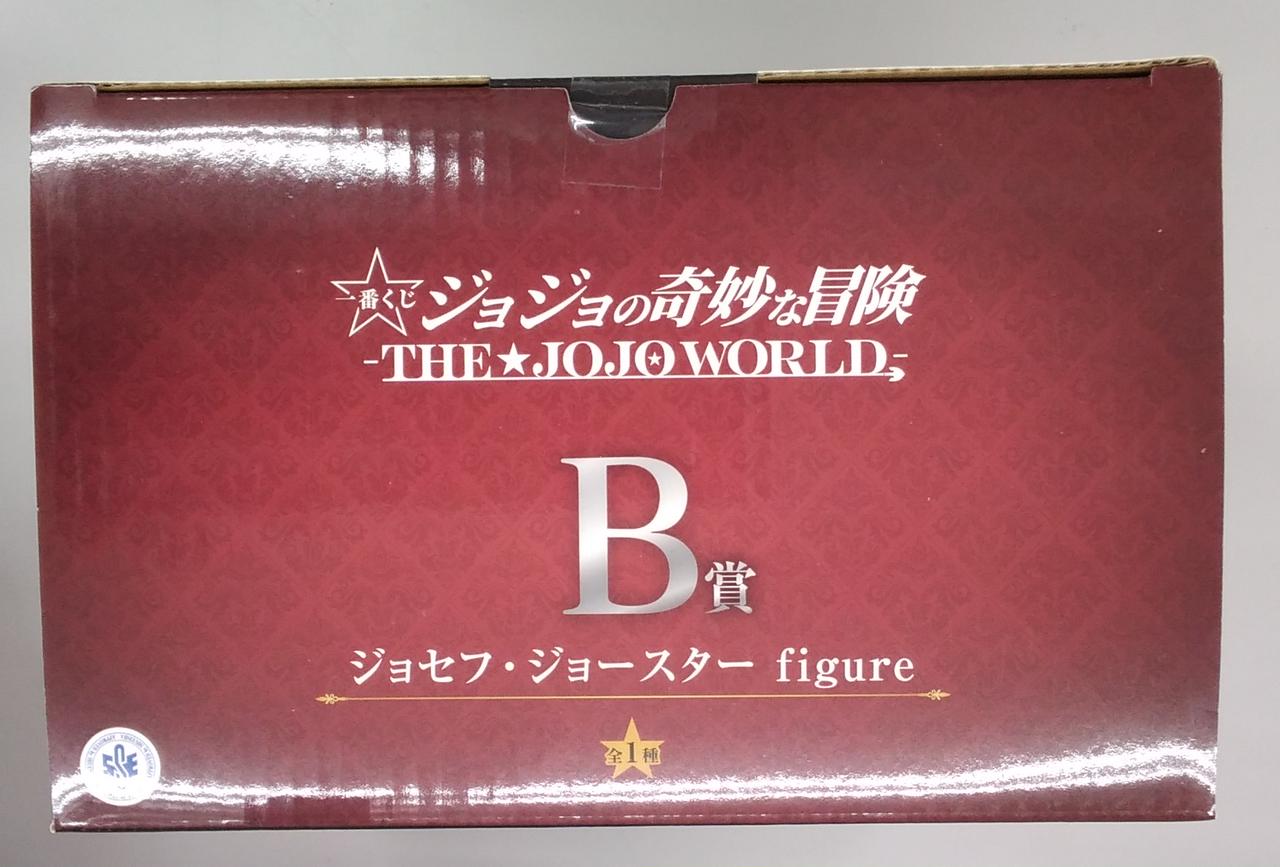 一番くじ ジョジョの奇妙な冒険
-THE★JOJO WORLD-
B賞
ジョセフ・ジョースター figure
全1種